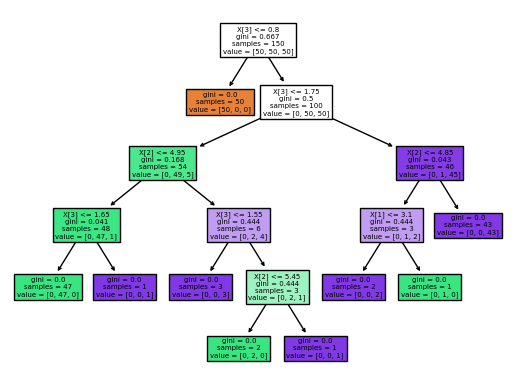 X[3] <= 0.8
gini = 0.667
samples = 150
value = [50, 50, 50]
gini = 0.0
samples = 50
value = [50, 0, 0]
X[3] <= 1.75
gini = 0.5
samples = 100
value = [0, 50, 50]
X[2] <= 4.95
gini = 0.168
samples = 54
value = [0, 49, 5]
X[2] <= 4.85
gini = 0.043
samples = 46
value = [0, 1, 45]
X[3] <= 1.65
gini = 0.041
samples = 48
value = [0, 47, 1]
X[3] <= 1.55
gini = 0.444
samples = 6
value = [0, 2, 4]
X[1] <= 3.1
gini = 0.444
samples = 3
value = [0, 1, 2]
gini = 0.0
samples = 43
value = [0, 0, 43]
gini = 0.0
samples = 47
value = [0, 47, 0]
gini = 0.0
samples = 1
value = [0, 0, 1]
gini = 0.0
samples = 3
value = [0, 0, 3]
X[2] <= 5.45
gini = 0.444
samples = 3
value = [0, 2, 1]
gini = 0.0
samples = 2
value = [0, 0, 2]
gini = 0.0
samples = 1
value = [0, 1, 0]
gini = 0.0
samples = 2
value = [0, 2, 0]
gini = 0.0
samples = 1
value = [0, 0, 1]